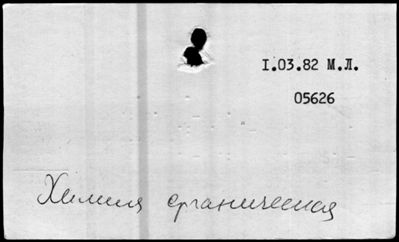 I.03.82 М.Л.
05626
Химия органическая